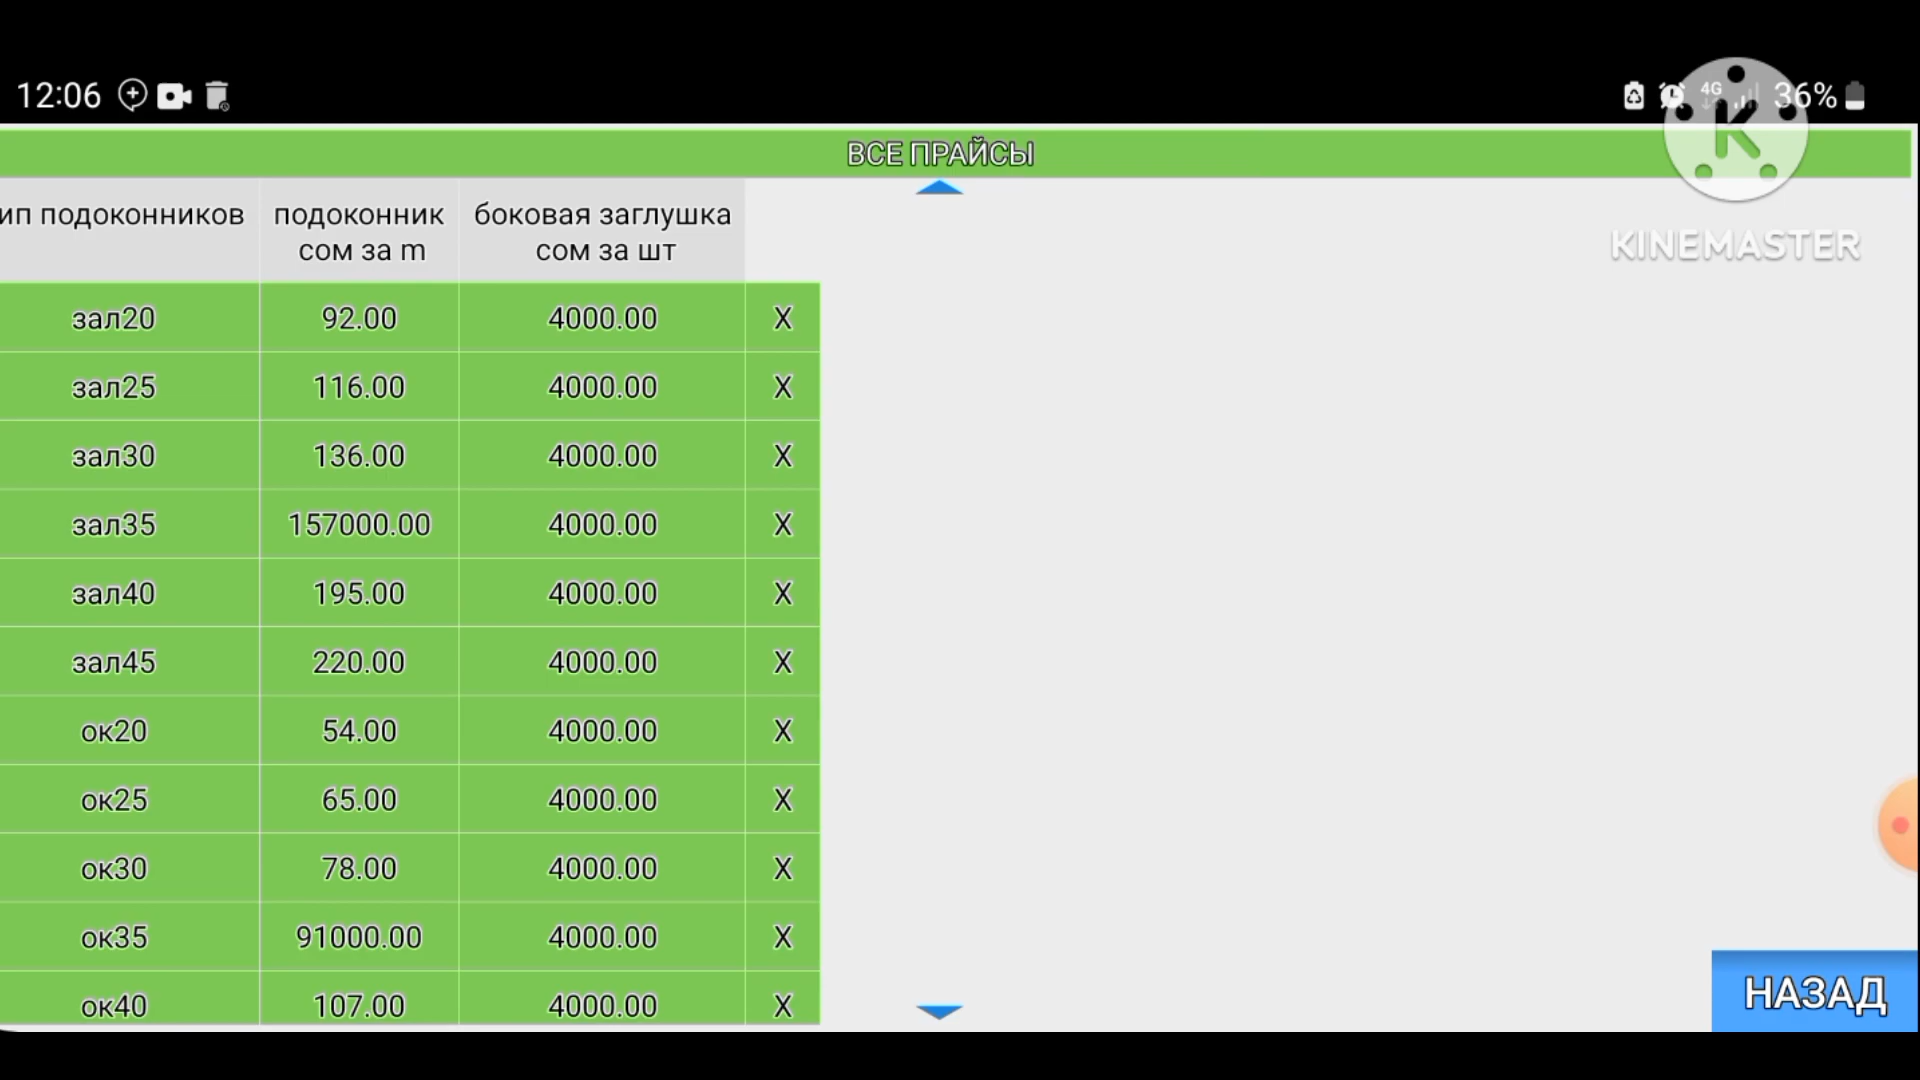 12:06
4G 36%
ВСЕ ПРАЙСЫ
K
KINEMASTER
ип подоконников подоконник сом за m боковая заглушка сом за шт
зал20 92.00 4000.00 X
зал25 116.00 4000.00 X
зал30 136.00 4000.00 X
зал35 157000.00 4000.00 X
зал40 195.00 4000.00 X
зал45 220.00 4000.00 X
ок20 54.00 4000.00 X
ок25 65.00 4000.00 X
ок30 78.00 4000.00 X
ок35 91000.00 4000.00 X
ок40 107.00 4000.00 X
НАЗАД